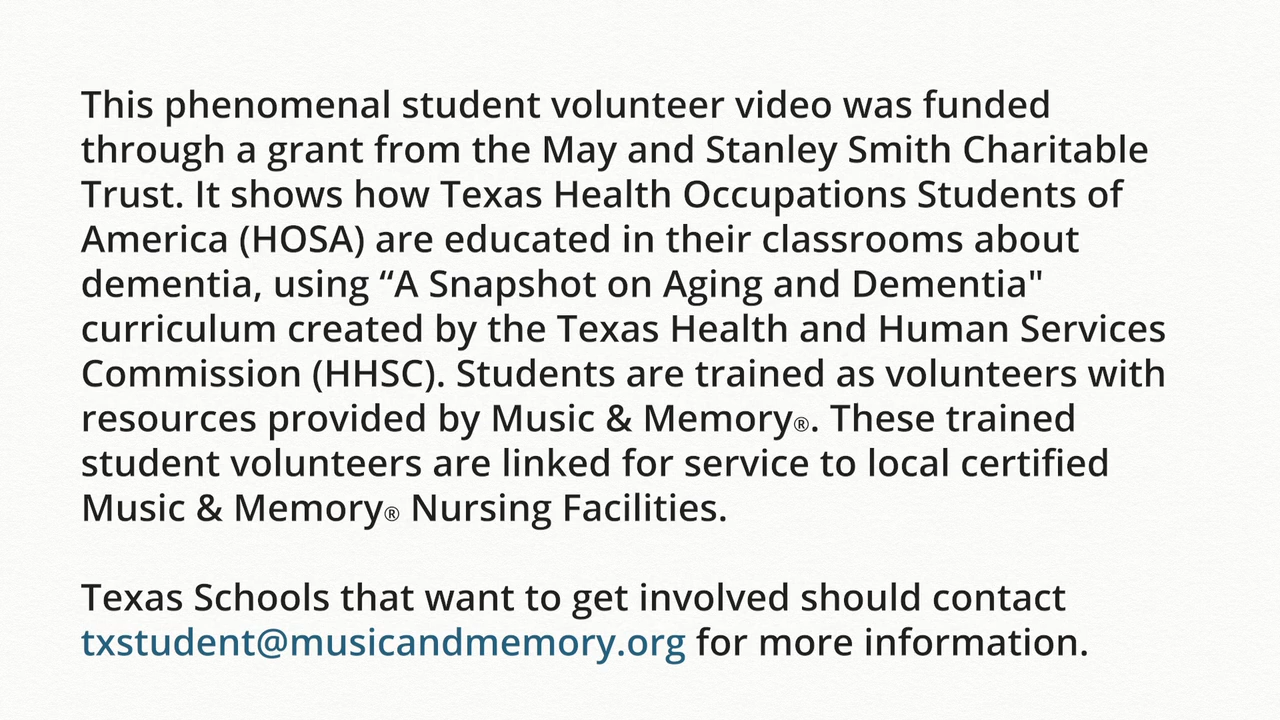 This phenomenal student volunteer video was funded
through a grant from the May and Stanley Smith Charitable
Trust. It shows how Texas Health Occupations Students of
America (HOSA) are educated in their classrooms about
dementia, using “A Snapshot on Aging and Dementia"
curriculum created by the Texas Health and Human Services
Commission (HHSC). Students are trained as volunteers with
resources provided by Music & Memory®. These trained
student volunteers are linked for service to local certified
Music & Memory® Nursing Facilities.
Texas Schools that want to get involved should contact
txstudent@musicandmemory.org for more information.